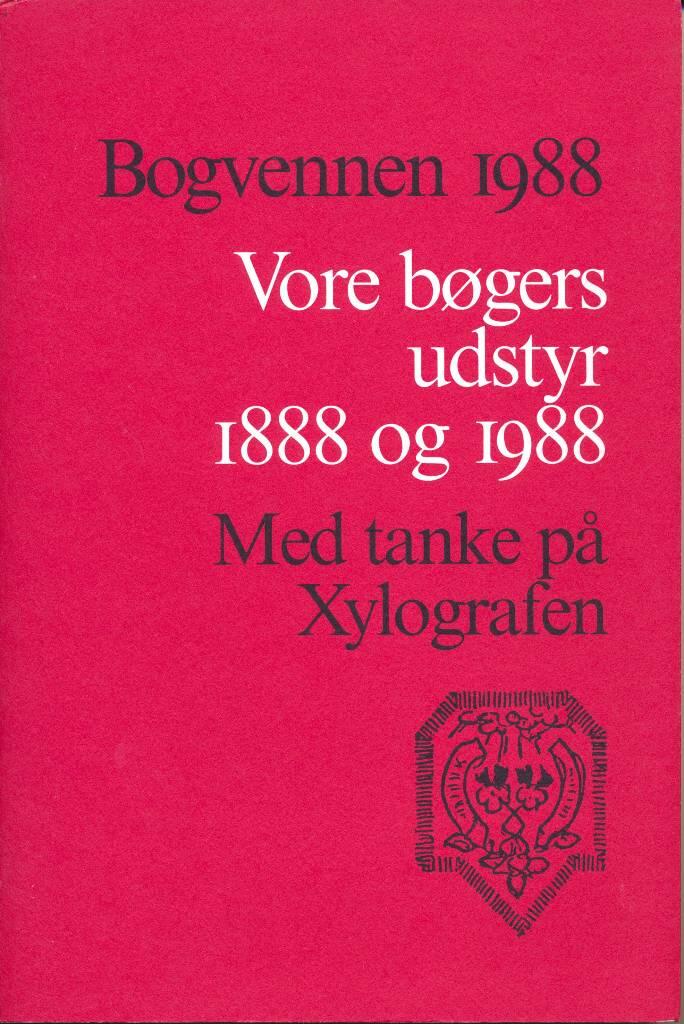 Bogvennen 1988
Vore bøgers
udstyr
1888 og 1988
Med tanke på
Xylografen